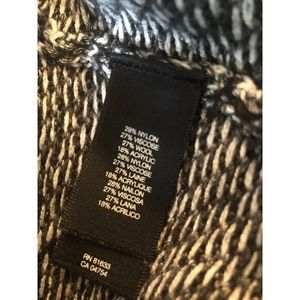 28% NYLON
27% VISCOSE
27% WOOL
18% ACRYLIC
28% NYLON
27% VISCOSE
27% LAINE
18% ACRYLIQUE
28% NAILON
27% VISCOSA
27% LANA
18% ACRILICO
RN 81633
CA 04754